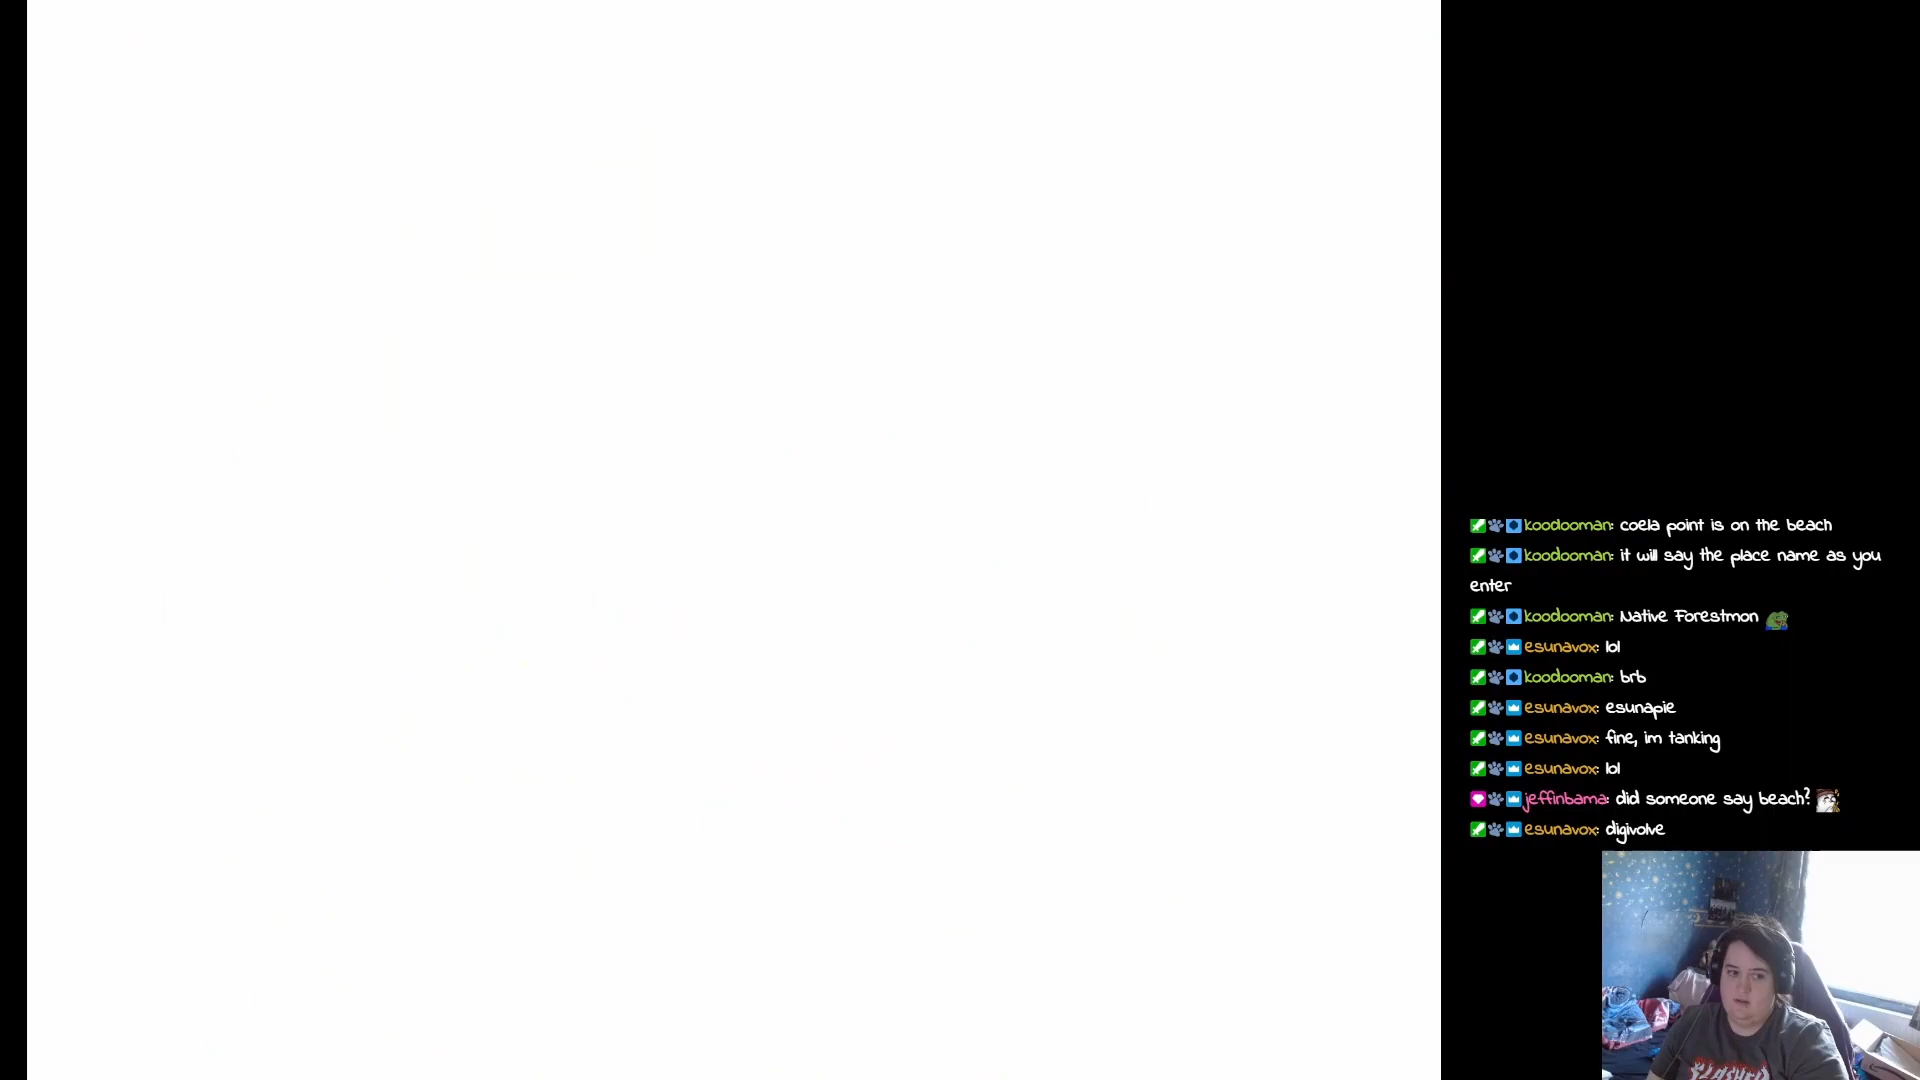 koodooman: coela point is on the beach
koodooman: it will say the place name as you
enter
koodooman: Native Forestmon
esunavox: lol
koodooman: brb
esunavox: esunapie
esunavox: fine, im tanking
esunavox: lol
jeffinbama: did someone say beach?
esunavox: digivolve